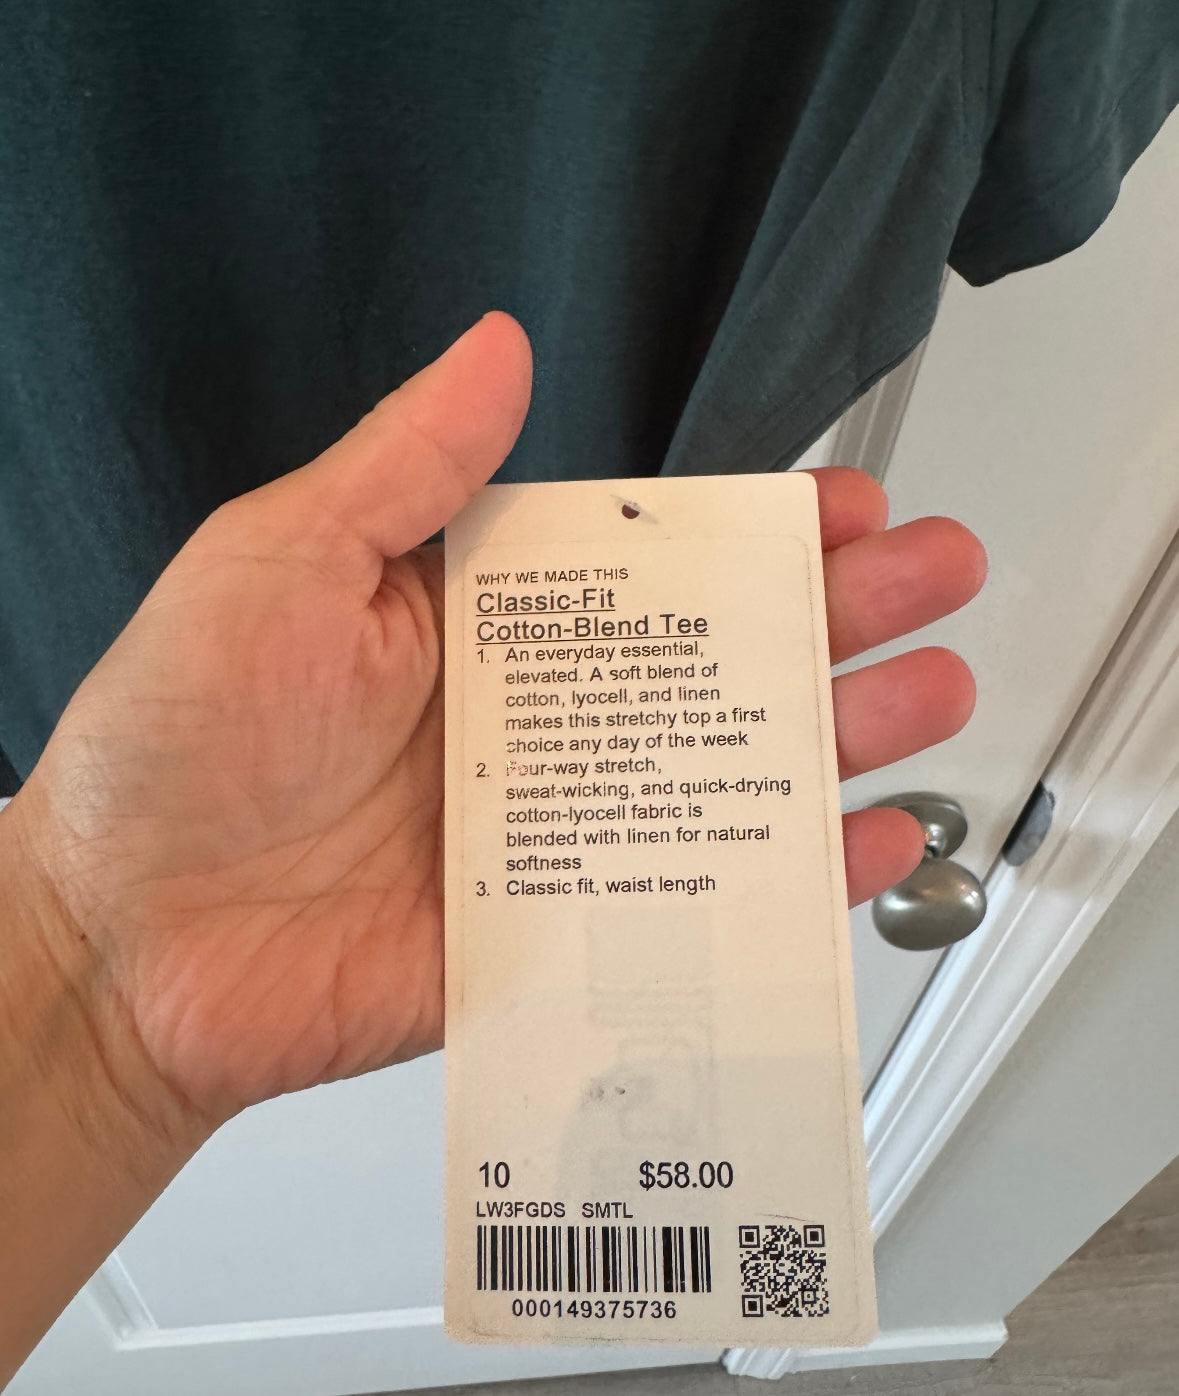 WHY WE MADE THIS
Classic-Fit
Cotton-Blend Tee
1. An everyday essential,
elevated. A soft blend of
cotton, lyocell, and linen
makes this stretchy top a first
choice any day of the week
2. Four-way stretch,
sweat-wicking, and quick-drying
cotton-lyocell fabric is
blended with linen for natural
softness
3. Classic fit, waist length
10 $58.00
LW3FGDS SMTL
000149375736